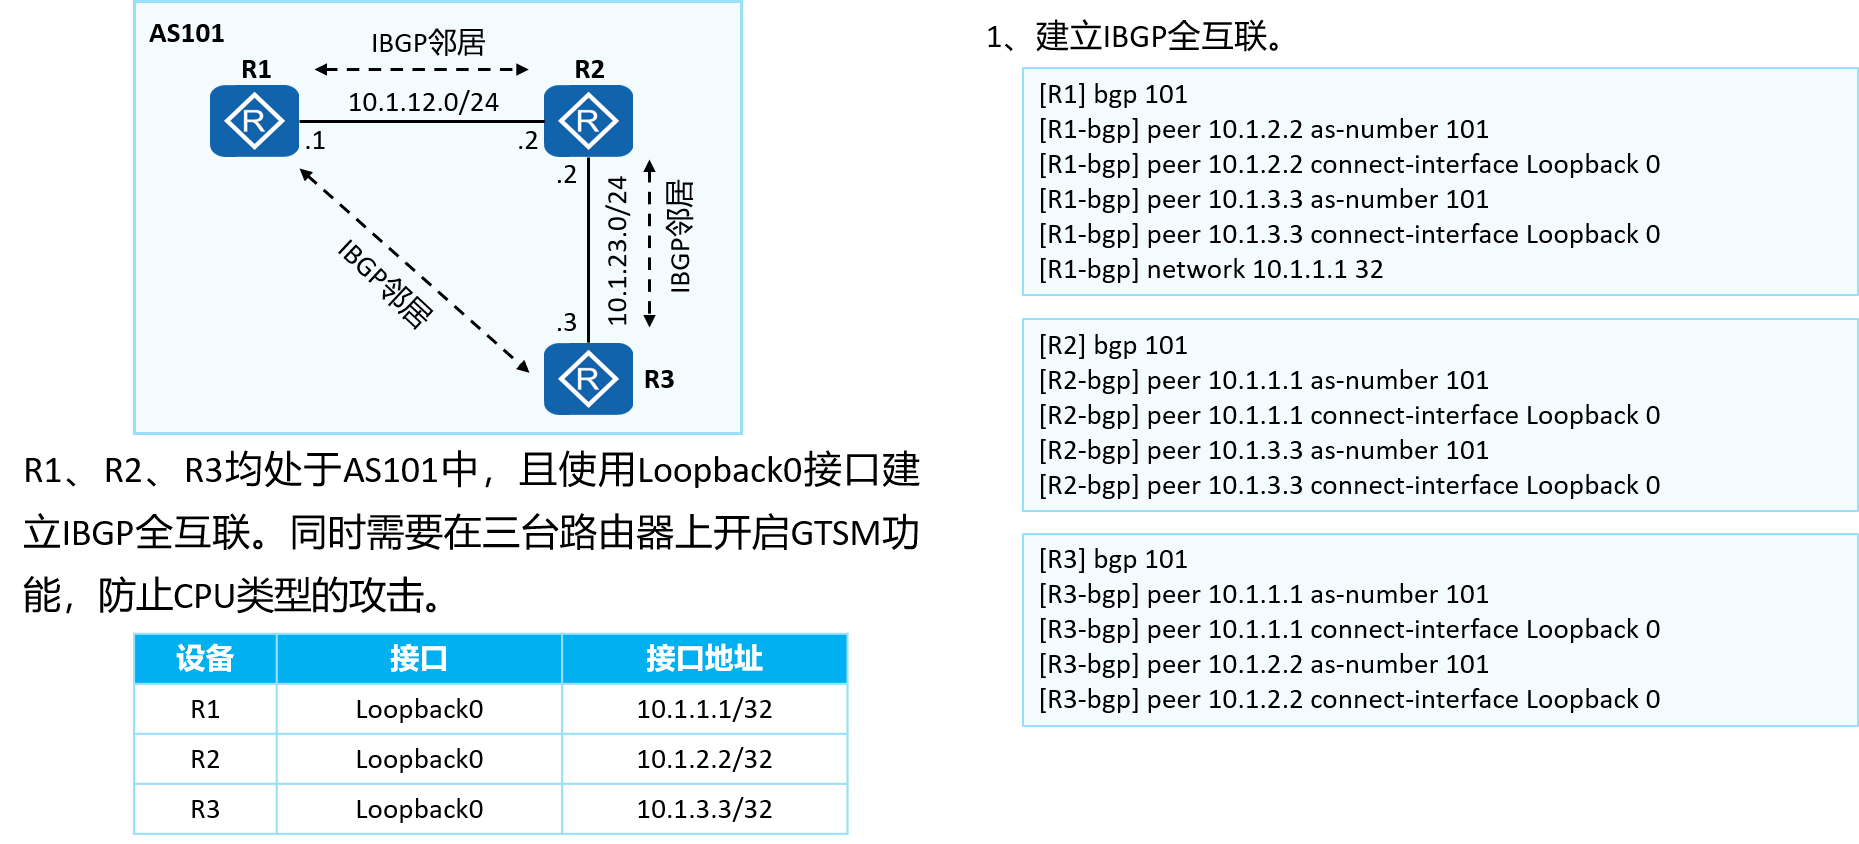 AS101
IBGP邻居
R1
R2
10.1.12.0/24
.1
.2
.2
10.1.23.0/24
IBGP邻居
IBGP邻居
.3
R3
R1、R2、R3均处于AS101中，且使用Loopback0接口建
立IBGP全互联。同时需要在三台路由器上开启GTSM功
能，防止CPU类型的攻击。
设备 接口 接口地址
R1 Loopback0 10.1.1.1/32
R2 Loopback0 10.1.2.2/32
R3 Loopback0 10.1.3.3/32
1、建立IBGP全互联。
[R1] bgp 101
[R1-bgp] peer 10.1.2.2 as-number 101
[R1-bgp] peer 10.1.2.2 connect-interface Loopback 0
[R1-bgp] peer 10.1.3.3 as-number 101
[R1-bgp] peer 10.1.3.3 connect-interface Loopback 0
[R1-bgp] network 10.1.1.1 32
[R2] bgp 101
[R2-bgp] peer 10.1.1.1 as-number 101
[R2-bgp] peer 10.1.1.1 connect-interface Loopback 0
[R2-bgp] peer 10.1.3.3 as-number 101
[R2-bgp] peer 10.1.3.3 connect-interface Loopback 0
[R3] bgp 101
[R3-bgp] peer 10.1.1.1 as-number 101
[R3-bgp] peer 10.1.1.1 connect-interface Loopback 0
[R3-bgp] peer 10.1.2.2 as-number 101
[R3-bgp] peer 10.1.2.2 connect-interface Loopback 0
R
R
R